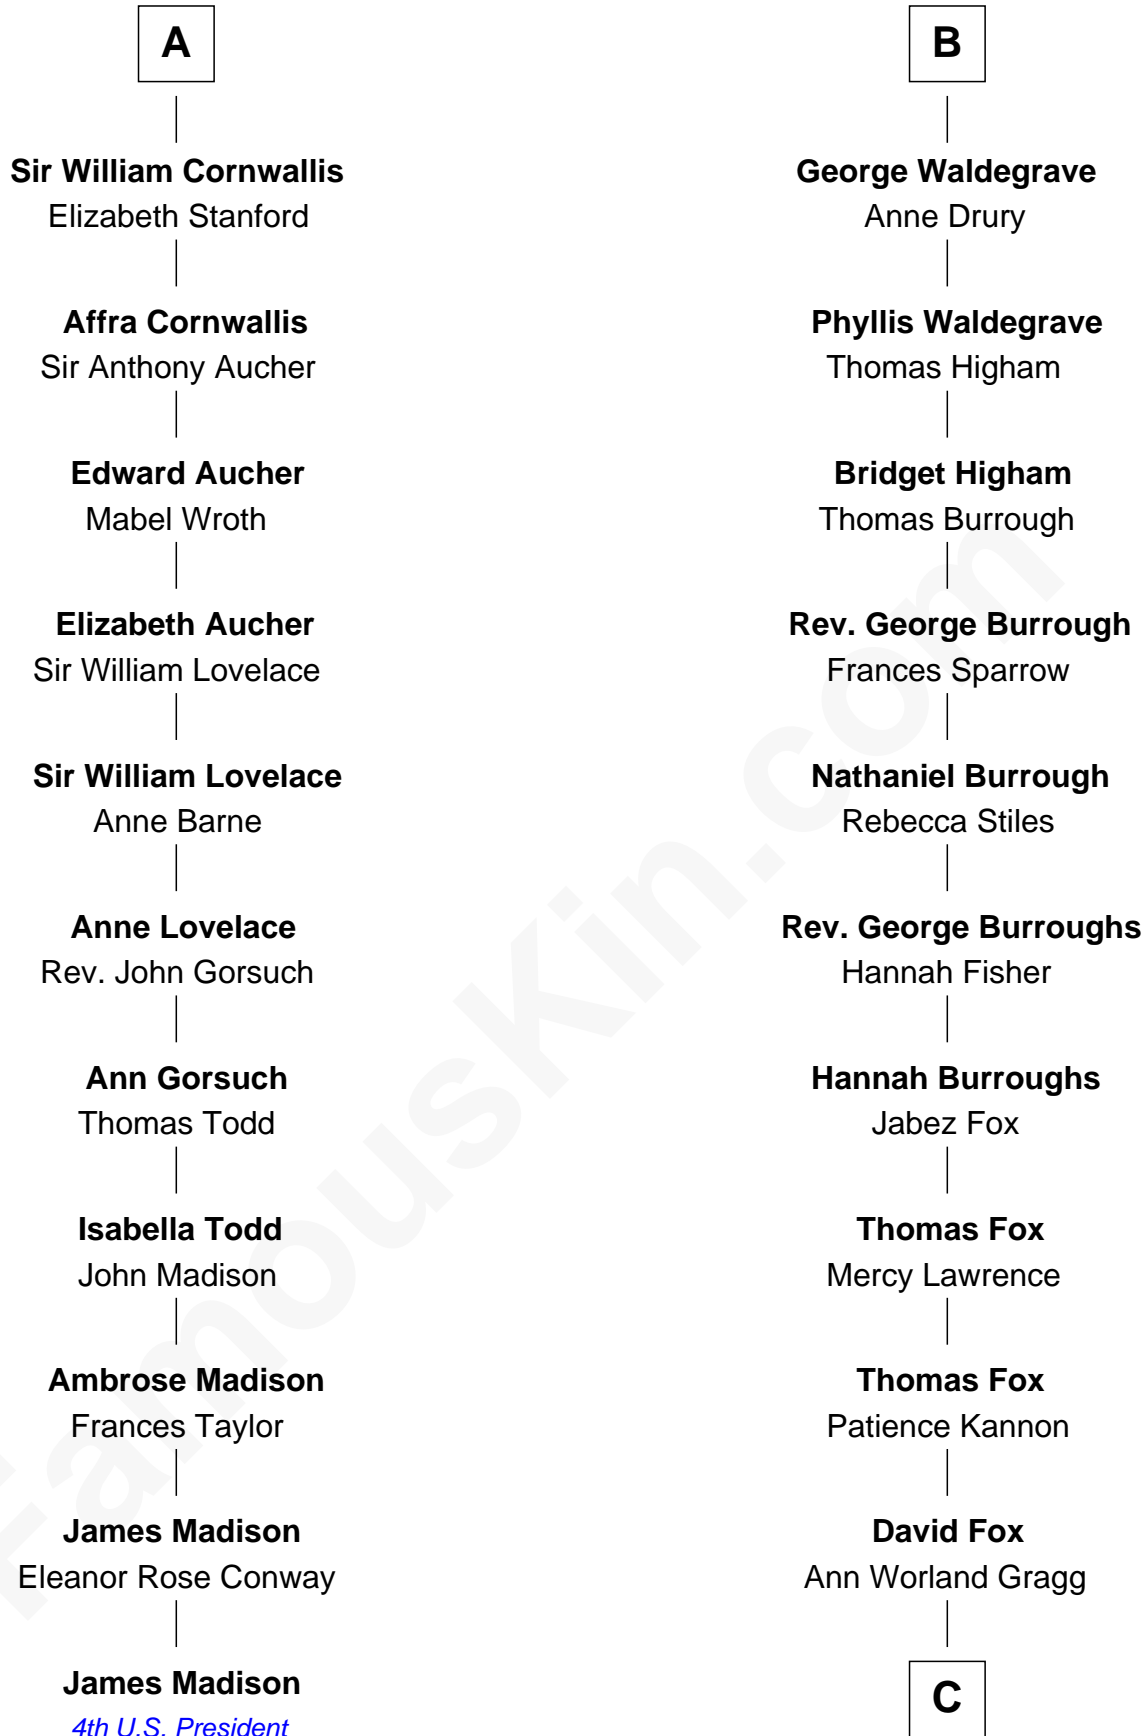 A
Sir William Cornwallis
Elizabeth Stanford
Affra Cornwallis
Sir Anthony Aucher
Edward Aucher
Mabel Wroth
Elizabeth Aucher
Sir William Lovelace
Sir William Lovelace
Anne Barne
Anne Lovelace
Rev. John Gorsuch
Ann Gorsuch
Thomas Todd
Isabella Todd
John Madison
Ambrose Madison
Frances Taylor
James Madison
Eleanor Rose Conway
James Madison
4th U.S. President
B
George Waldegrave
Anne Drury
Phyllis Waldegrave
Thomas Higham
Bridget Higham
Thomas Burrough
Rev. George Burrough
Frances Sparrow
Nathaniel Burrough
Rebecca Stiles
Rev. George Burroughs
Hannah Fisher
Hannah Burroughs
Jabez Fox
Thomas Fox
Mercy Lawrence
Thomas Fox
Patience Kannon
David Fox
Ann Worland Gragg
C
FamousKin.com